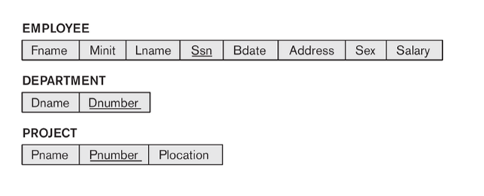 EMPLOYEE
Fname Minit Lname Ssn Bdate Address Sex Salary
DEPARTMENT
Dname Dnumber
PROJECT
Pname Pnumber Plocation